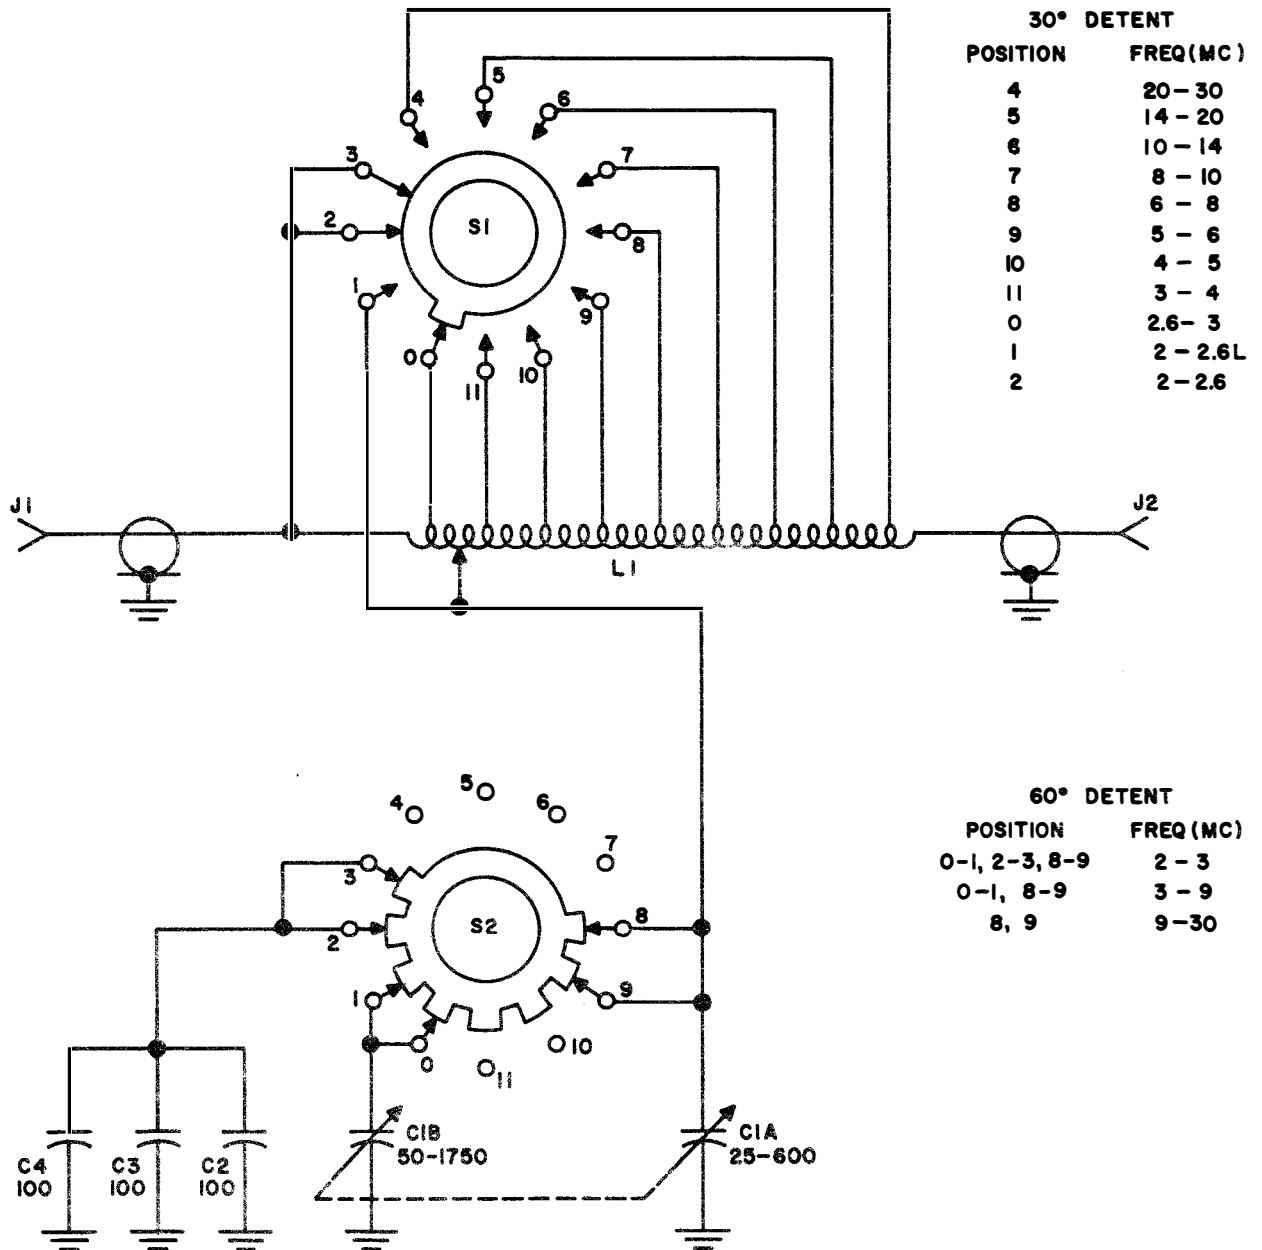 30° DETENT
POSITION FREQ(MC)
4 20-30
5 14-20
6 10-14
7 8-10
8 6-8
9 5-6
10 4-5
11 3-4
0 2.6-3
1 2-2.6L
2 2-2.6
4
5
6
3
7
2
S1
8
1
9
0
11
10
J1
J2
L1
60° DETENT
POSITION FREQ(MC)
0-1, 2-3, 8-9 2-3
0-1, 8-9 3-9
8, 9 9-30
5
4
6
7
3
S2
8
2
1
9
0
10
11
C1B
50-1750
C1A
25-600
C4
100
C3
100
C2
100